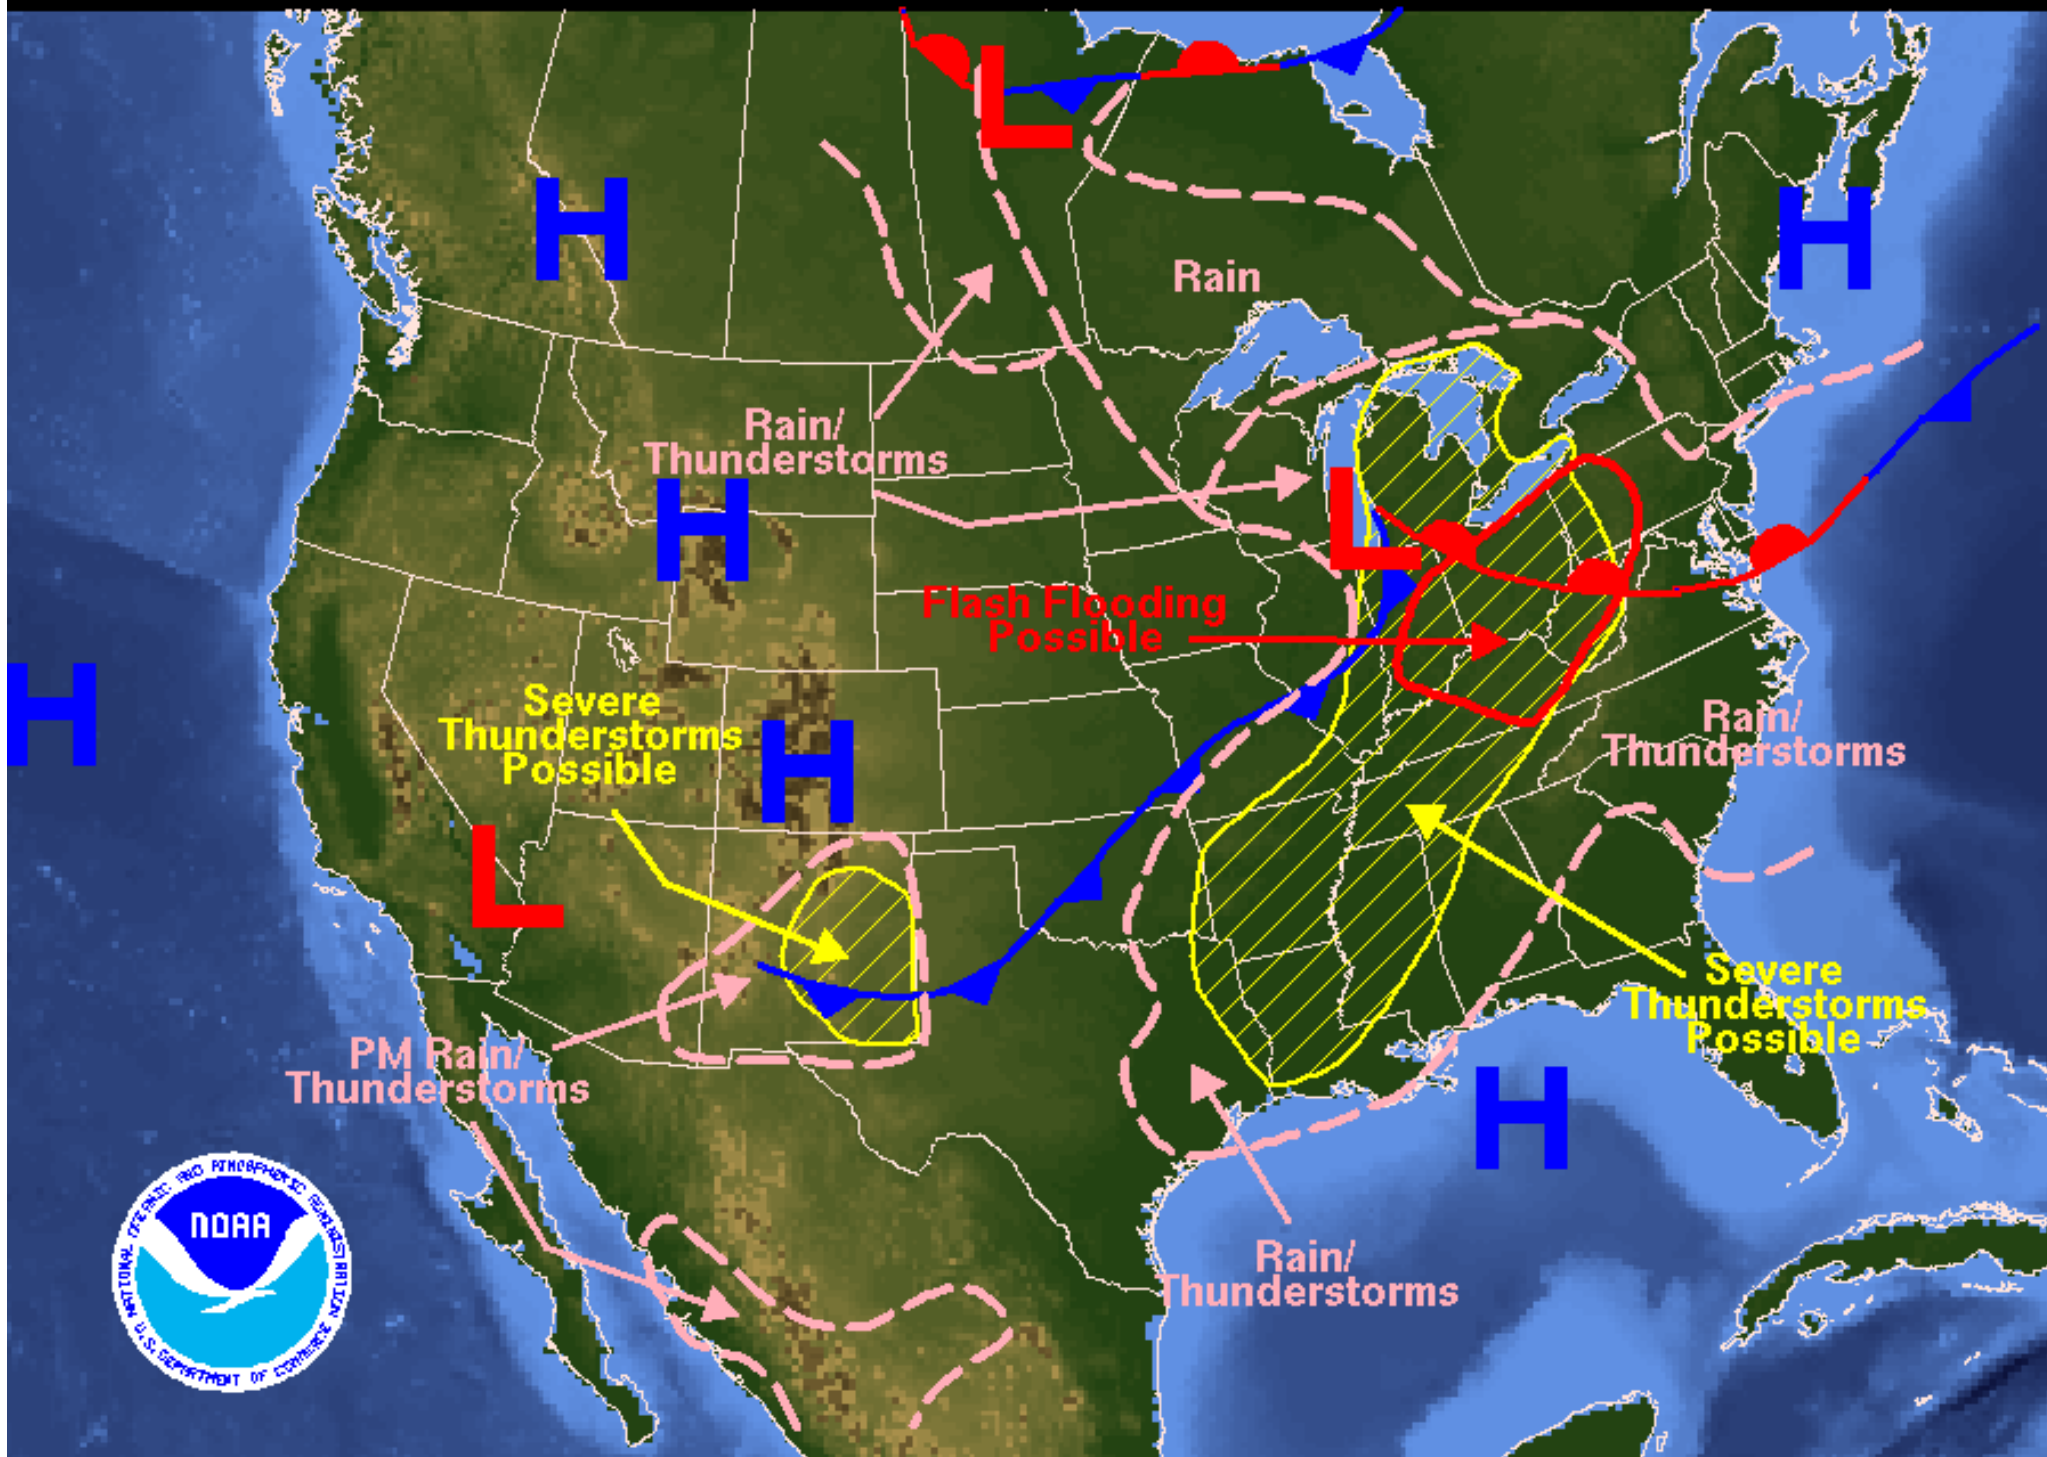 L
H
H
Rain
Rain/
Thunderstorms
H
L
Flash Flooding
Possible
H
Severe
Thunderstorms
Possible
H
Rain/
Thunderstorms
L
Severe
Thunderstorms
Possible
PM Rain/
Thunderstorms
H
Rain/
Thunderstorms
NATIONAL OCEANIC AND ATMOSPHERIC ADMINISTRATION
NOAA
U.S. DEPARTMENT OF COMMERCE